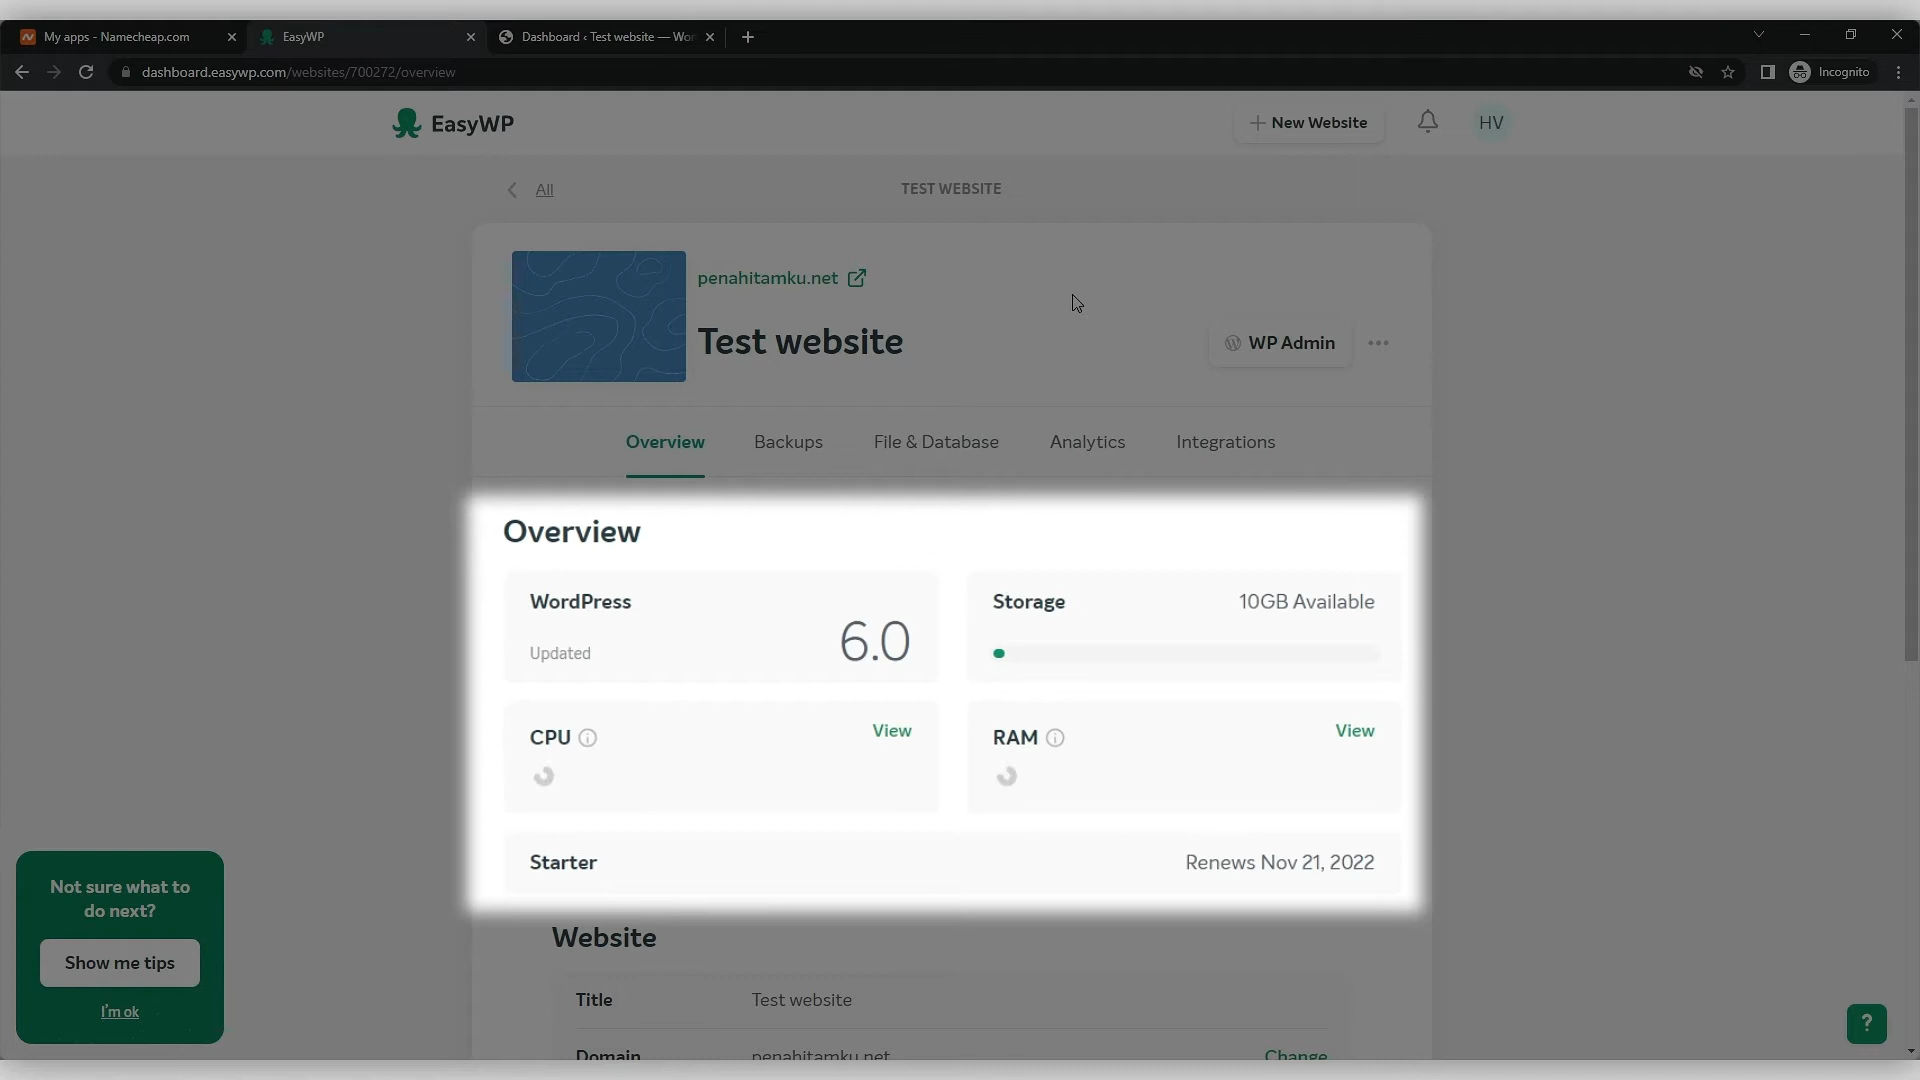 My apps - Namecheap.com
EasyWP
Dashboard ‹ Test website — Wor
dashboard.easywp.com/websites/700272/overview
Incognito
EasyWP
New Website
HV
All
TEST WEBSITE
penahitamku.net
Test website
WP Admin
Overview
Backups
File & Database
Analytics
Integrations
Overview
WordPress
Updated
6.0
Storage
10GB Available
CPU
View
RAM
View
Starter
Renews Nov 21, 2022
Not sure what to
do next?
Show me tips
I'm ok
Website
Title
Test website
Domain
penahitamku.net
Change
?